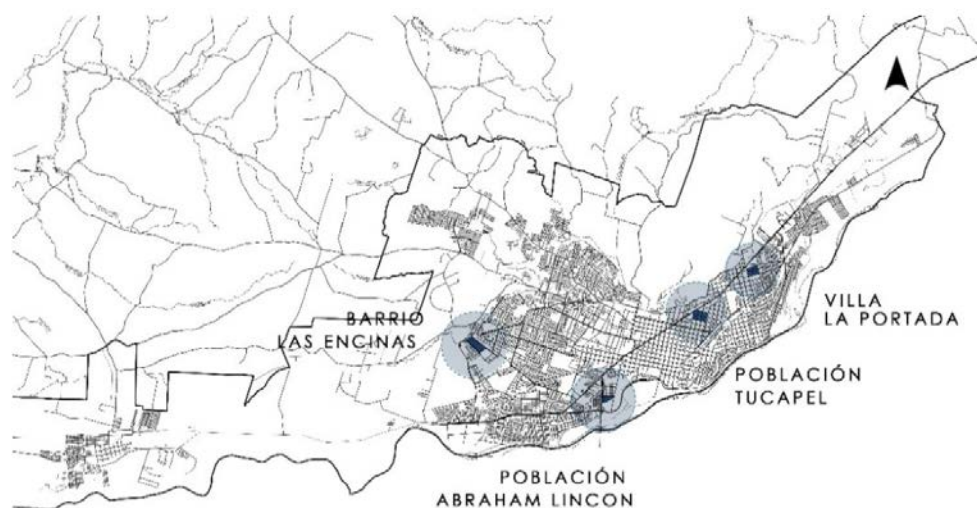 BARRIO
LAS ENCINAS
VILLA
LA PORTADA
POBLACIÓN
TUCAPEL
POBLACIÓN
ABRAHAM LINCON